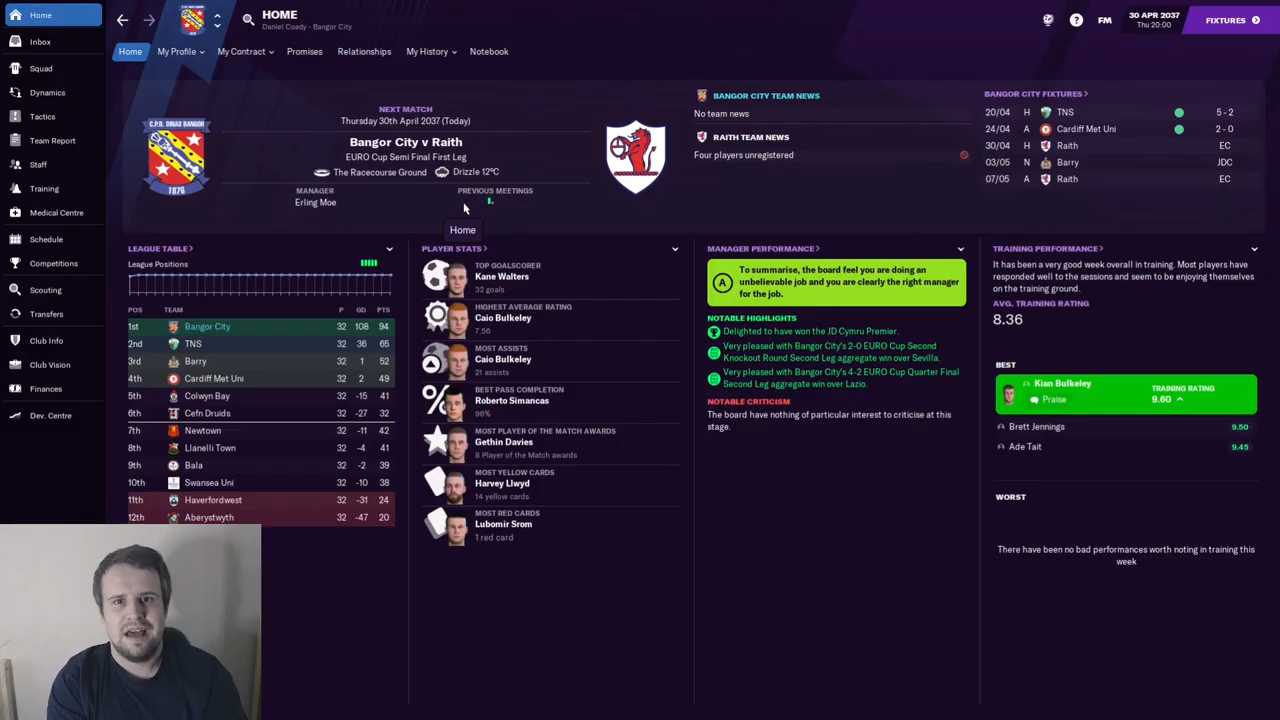 Home
HOME
Daniel Coady - Bangor City
FM
30 APR 2037
Thu 20:00
FIXTURES
Inbox
Squad
Dynamics
Tactics
Team Report
Staff
Training
Medical Centre
Schedule
Competitions
Scouting
Transfers
Club Info
Club Vision
Finances
Dev. Centre
Home
My Profile
My Contract
Promises
Relationships
My History
Notebook
C.P.D. DINAS BANGOR
1876
NEXT MATCH
Thursday 30th April 2037 (Today)
Bangor City v Raith
EURO Cup Semi Final First Leg
The Racecourse Ground
Drizzle 12°C
MANAGER
Erling Moe
PREVIOUS MEETINGS
Home
BANGOR CITY TEAM NEWS
No team news
RAITH TEAM NEWS
Four players unregistered
BANGOR CITY FIXTURES
20/04 H TNS 5 - 2
24/04 A Cardiff Met Uni 2 - 0
30/04 H Raith EC
03/05 N Barry JDC
07/05 A Raith EC
LEAGUE TABLE
League Positions
POS TEAM P GD PTS
1st Bangor City 32 108 94
2nd TNS 32 36 65
3rd Barry 32 1 52
4th Cardiff Met Uni 32 2 49
5th Colwyn Bay 32 -15 41
6th Cefn Druids 32 -27 32
7th Newtown 32 -11 42
8th Llanelli Town 32 -4 41
9th Bala 32 -2 39
10th Swansea Uni 32 -10 38
11th Haverfordwest 32 -31 24
12th Aberystwyth 32 -47 20
PLAYER STATS
TOP GOALSCORER
Kane Walters
32 goals
HIGHEST AVERAGE RATING
Caio Bulkeley
7.56
MOST ASSISTS
Caio Bulkeley
21 assists
BEST PASS COMPLETION
Roberto Simancas
96%
MOST PLAYER OF THE MATCH AWARDS
Gethin Davies
8 Player of the Match awards
MOST YELLOW CARDS
Harvey Llwyd
14 yellow cards
MOST RED CARDS
Lubomir Srom
1 red card
MANAGER PERFORMANCE
A
To summarise, the board feel you are doing an
unbelievable job and you are clearly the right manager
for the job.
NOTABLE HIGHLIGHTS
Delighted to have won the JD Cymru Premier.
Very pleased with Bangor City's 2-0 EURO Cup Second
Knockout Round Second Leg aggregate win over Sevilla.
Very pleased with Bangor City's 4-2 EURO Cup Quarter Final
Second Leg aggregate win over Lazio.
NOTABLE CRITICISM
The board have nothing of particular interest to criticise at this
stage.
TRAINING PERFORMANCE
It has been a very good week overall in training. Most players have
responded well to the sessions and seem to be enjoying themselves
on the training ground.
AVG. TRAINING RATING
8.36
BEST
Kian Bulkeley
Praise
TRAINING RATING
9.60
Brett Jennings 9.50
Ade Tait 9.45
WORST
There have been no bad performances worth noting in training this
week